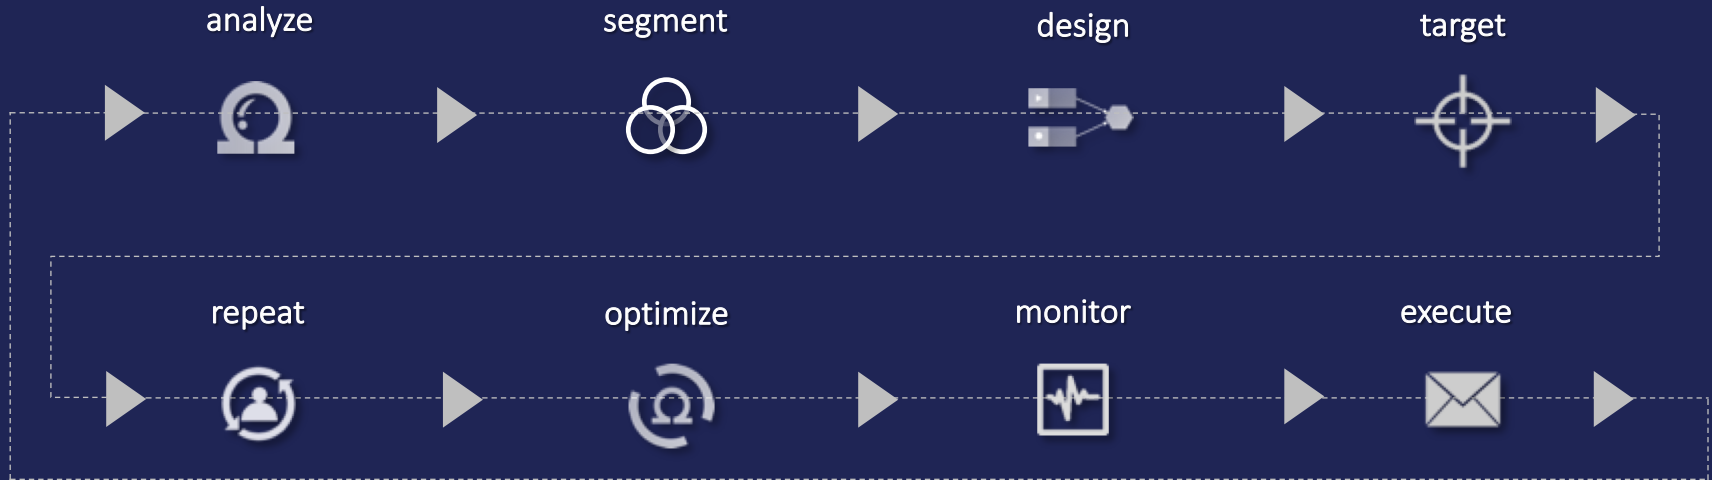 analyze
segment
design
target
repeat
optimize
monitor
execute